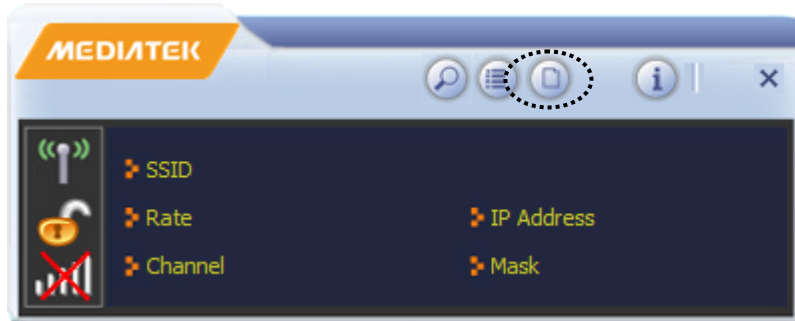 MEDIATEK
SSID
Rate
IP Address
Channel
Mask